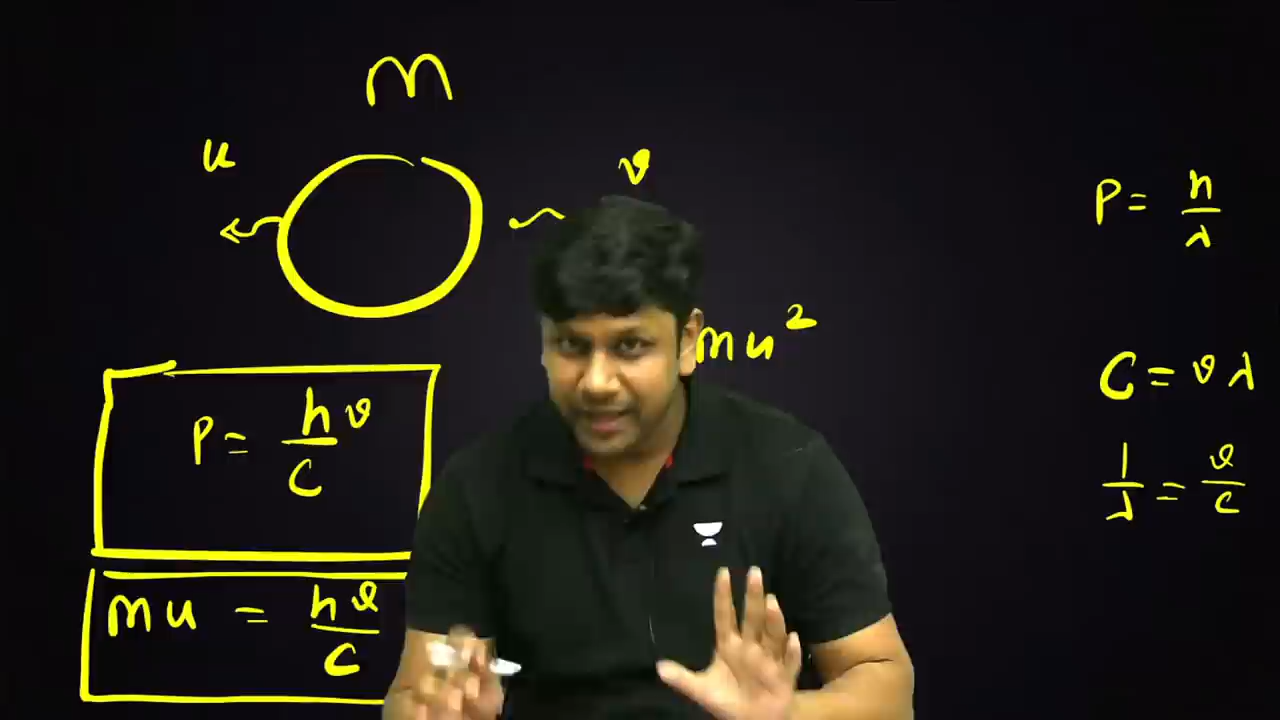 M
u
ν
P = h/λ
mu²
C = νλ
P = hν/C
1/λ = ν/c
mu = hν/c